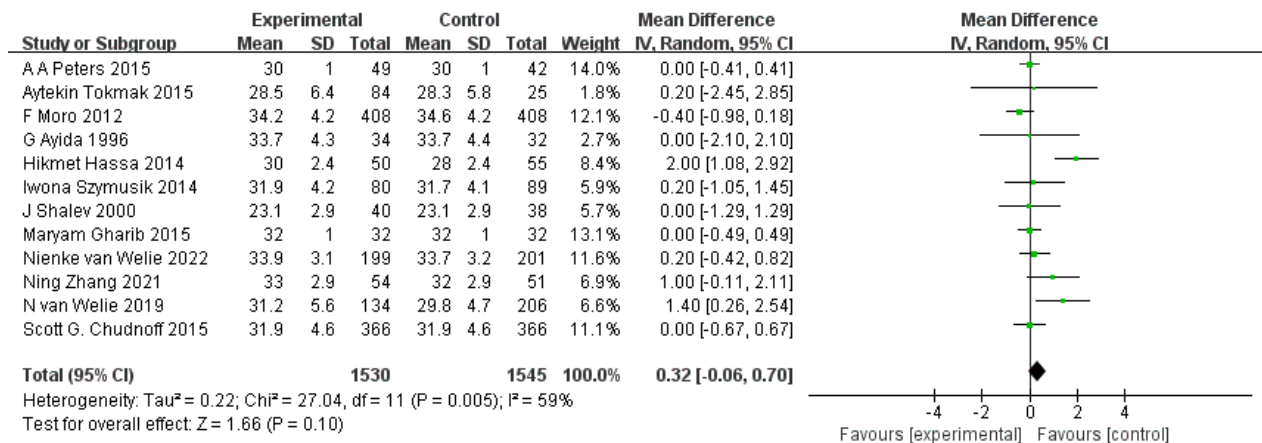 Experimental Control Mean Difference Mean Difference
Study or Subgroup Mean SD Total Mean SD Total Weight IV, Random, 95% CI IV, Random, 95% CI
A A Peters 2015 30 1 49 30 1 42 14.0% 0.00 [-0.41, 0.41]
Aytekin Tokmak 2015 28.5 6.4 84 28.3 5.8 25 1.8% 0.20 [-2.45, 2.85]
F Moro 2012 34.2 4.2 408 34.6 4.2 408 12.1% -0.40 [-0.98, 0.18]
G Ayida 1996 33.7 4.3 34 33.7 4.4 32 2.7% 0.00 [-2.10, 2.10]
Hikmet Hassa 2014 30 2.4 50 28 2.4 55 8.4% 2.00 [1.08, 2.92]
Iwona Szymusik 2014 31.9 4.2 80 31.7 4.1 89 5.9% 0.20 [-1.05, 1.45]
J Shalev 2000 23.1 2.9 40 23.1 2.9 38 5.7% 0.00 [-1.29, 1.29]
Maryam Gharib 2015 32 1 32 32 1 32 13.1% 0.00 [-0.49, 0.49]
Nienke van Welie 2022 33.9 3.1 199 33.7 3.2 201 11.6% 0.20 [-0.42, 0.82]
Ning Zhang 2021 33 2.9 54 32 2.9 51 6.9% 1.00 [-0.11, 2.11]
N van Welie 2019 31.2 5.6 134 29.8 4.7 206 6.6% 1.40 [0.26, 2.54]
Scott G. Chudnoff 2015 31.9 4.6 366 31.9 4.6 366 11.1% 0.00 [-0.67, 0.67]
Total (95% CI) 1530 1545 100.0% 0.32 [-0.06, 0.70]
Heterogeneity: Tau² = 0.22; Chi² = 27.04, df = 11 (P = 0.005); I² = 59%
Test for overall effect: Z = 1.66 (P = 0.10)
-4 -2 0 2 4
Favours [experimental] Favours [control]